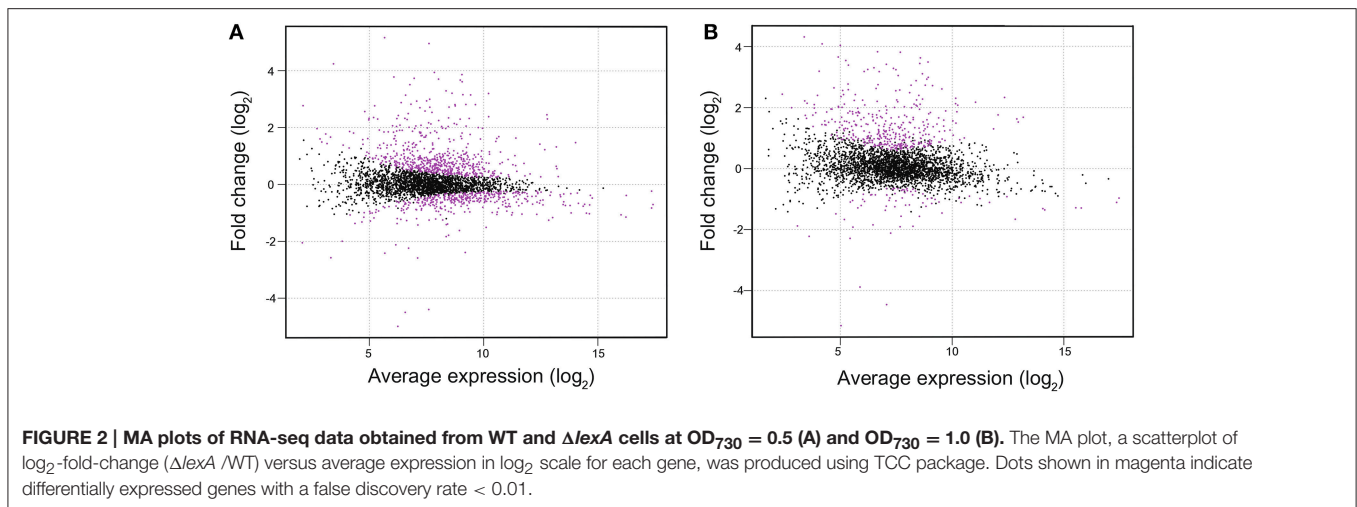 A
B
4
2
0
-2
-4
5
10
15
Fold change (log2)
Average expression (log2)
4
2
0
-2
-4
5
10
15
Fold change (log2)
Average expression (log2)
FIGURE 2 | MA plots of RNA-seq data obtained from WT and ΔlexA cells at OD730 = 0.5 (A) and OD730 = 1.0 (B). The MA plot, a scatterplot of
log2-fold-change (ΔlexA /WT) versus average expression in log2 scale for each gene, was produced using TCC package. Dots shown in magenta indicate
differentially expressed genes with a false discovery rate < 0.01.